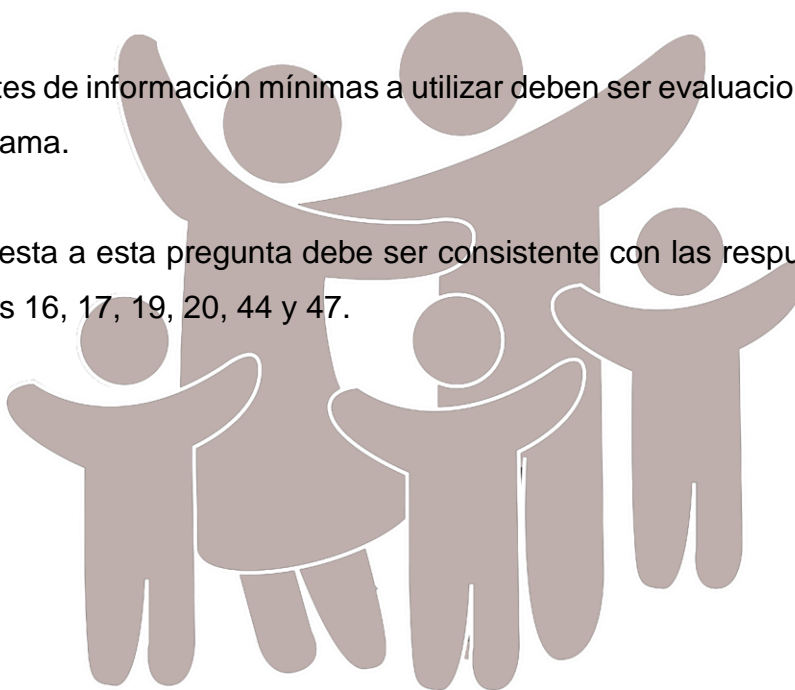 tes de información mínimas a utilizar deben ser evaluacio
ama.
esta a esta pregunta debe ser consistente con las respu
s 16, 17, 19, 20, 44 y 47.